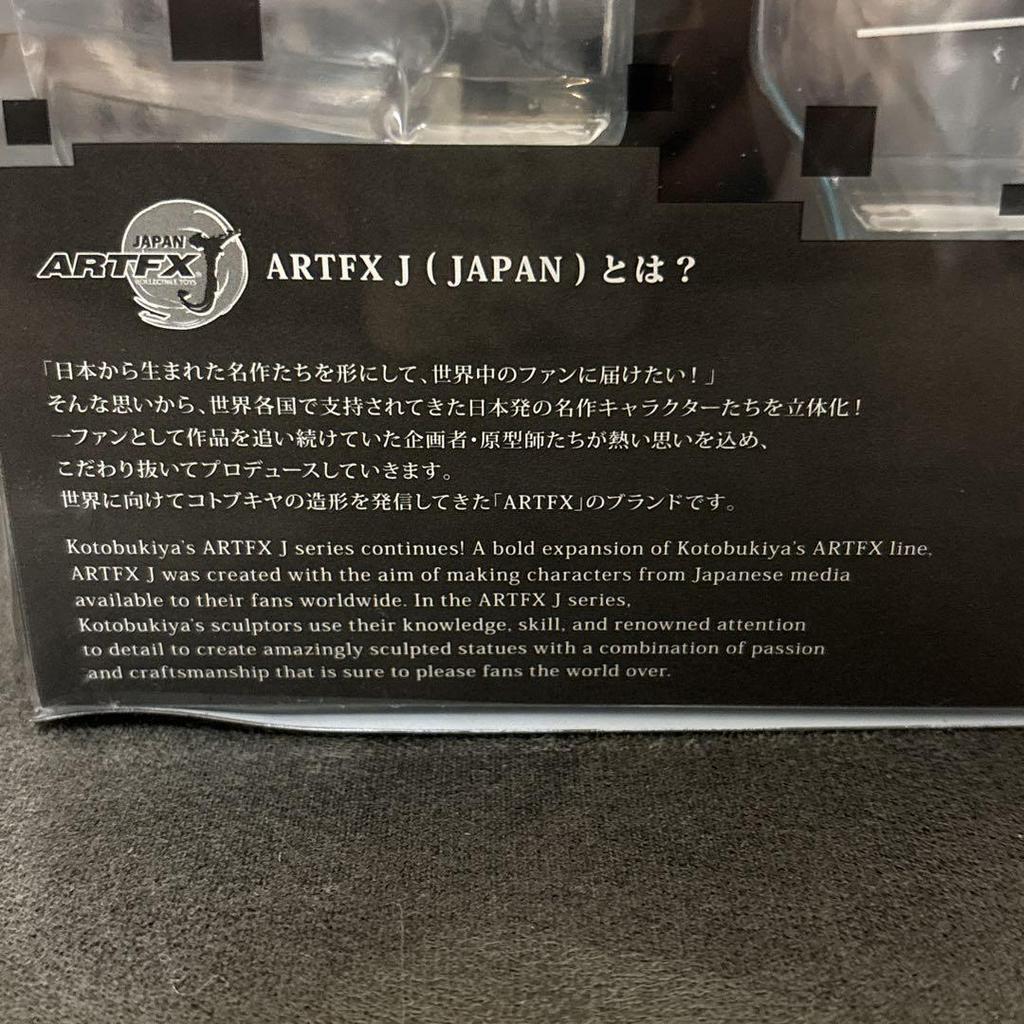 JAPAN
ARTFX J
COLLECTIBLE TOYS
ARTFX J ( JAPAN ) とは？
「日本から生まれた名作たちを形にして、世界中のファンに届けたい！」
そんな思いから、世界各国で支持されてきた日本発の名作キャラクターたちを立体化！
一ファンとして作品を追い続けていた企画者・原型師たちが熱い思いを込め、
こだわり抜いてプロデュースしていきます。
世界に向けてコトブキヤの造形を発信してきた「ARTFX」のブランドです。
Kotobukiya's ARTFX J series continues! A bold expansion of Kotobukiya's ARTFX line,
ARTFX J was created with the aim of making characters from Japanese media
available to their fans worldwide. In the ARTFX J series,
Kotobukiya's sculptors use their knowledge, skill, and renowned attention
to detail to create amazingly sculpted statues with a combination of passion
and craftsmanship that is sure to please fans the world over.